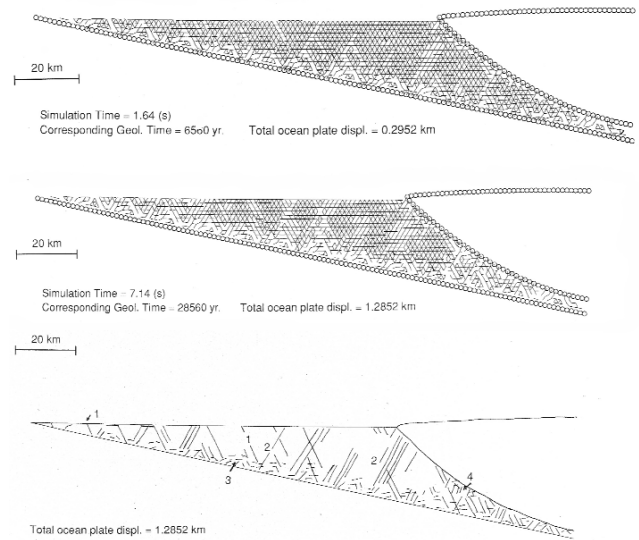 20 km
Simulation Time = 1.64 (s)
Corresponding Geol. Time = 6560 yr. Total ocean plate displ. = 0.2952 km
20 km
Simulation Time = 7.14 (s)
Corresponding Geol. Time = 28560 yr. Total ocean plate displ. = 1.2852 km
20 km
1
1
2
2
3
4
Total ocean plate displ. = 1.2852 km